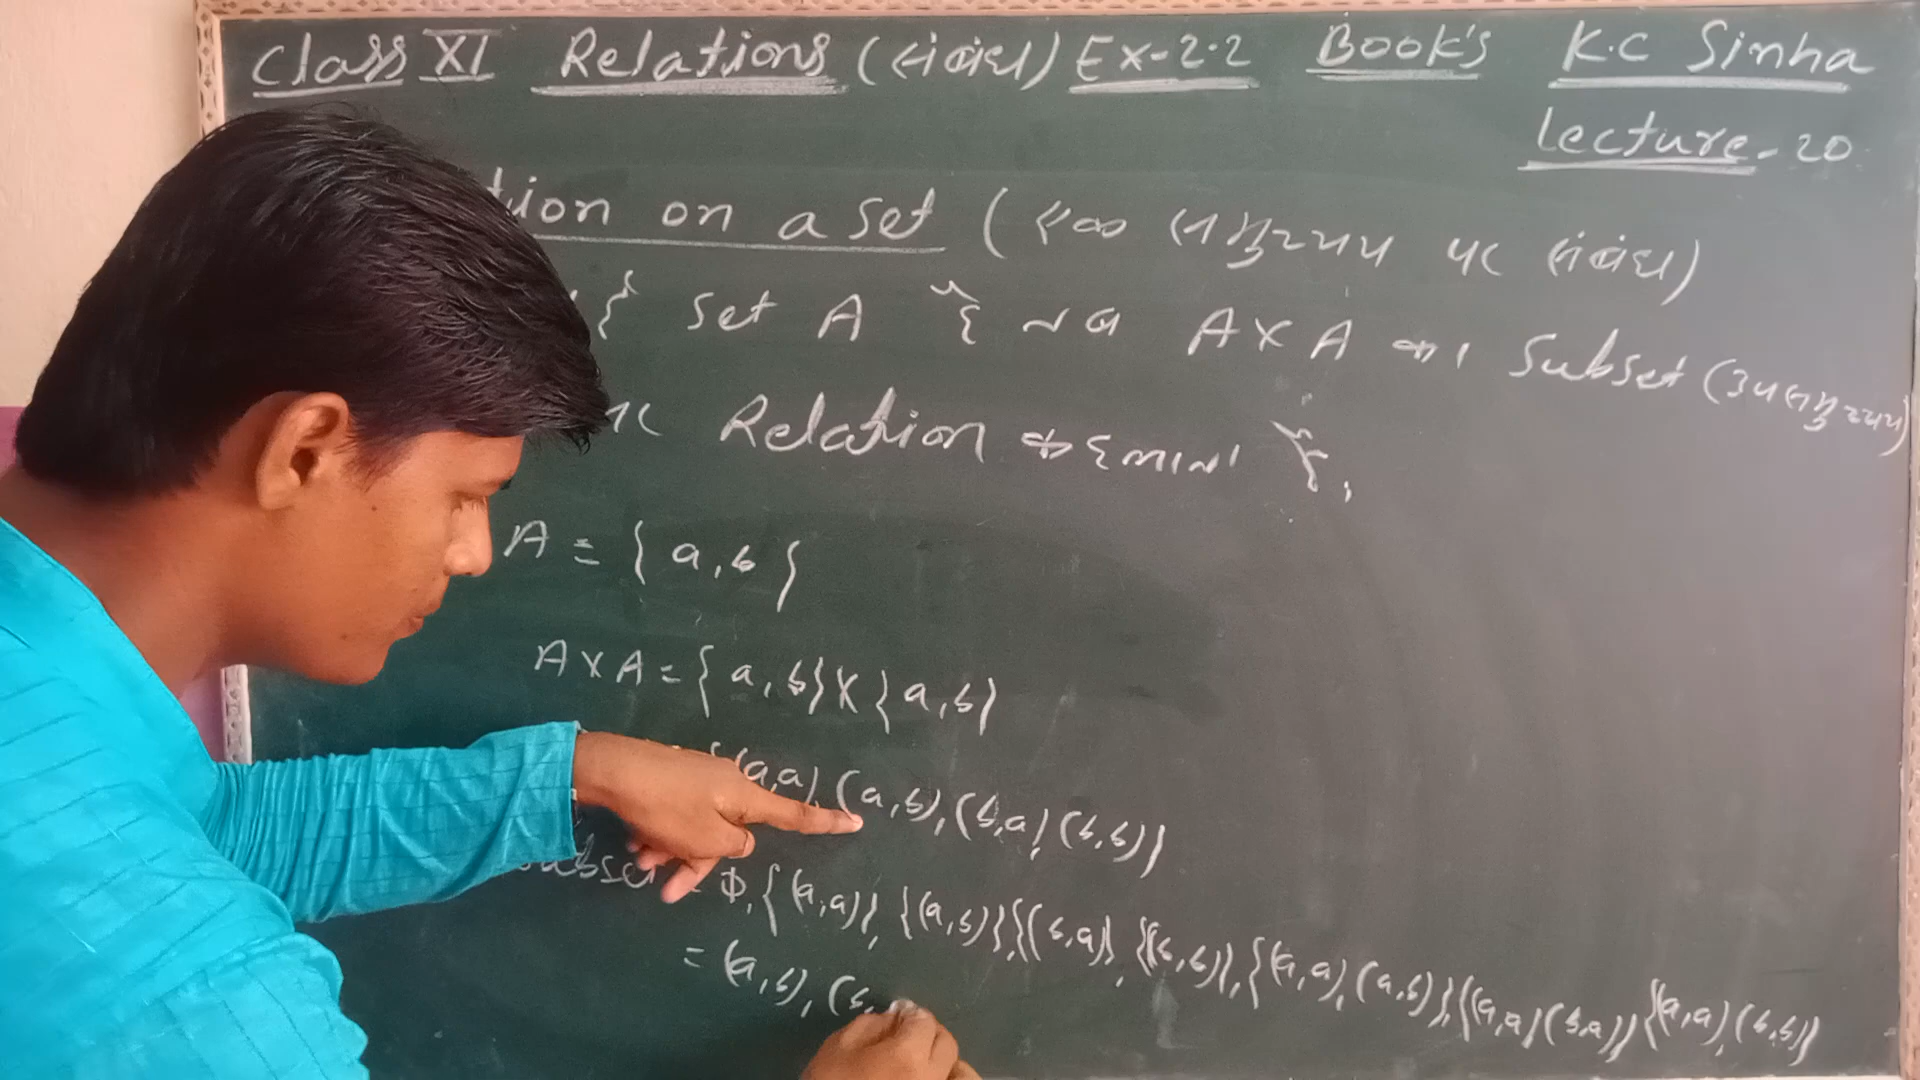 Class XI Relations (संबंध) Ex-2.2 Book's K.C Sinha
Lecture-20
tion on a set (एक समुच्चय पर संबंध)
Set A है तब A X A का Subset (उपसमुच्चय)
Relation कहलाता है,
A = { a, b }
A X A = { a, b } X { a, b }
(a,a), (a,b), (b,a) (b,b)}
Subset = Φ, {(a,a)}, {(a,b)}, {(b,a)}, {(b,b)}, {(a,a), (a,b)}, {(a,a) (b,a)} {(a,a), (b,b)}
= (a,b), (b,